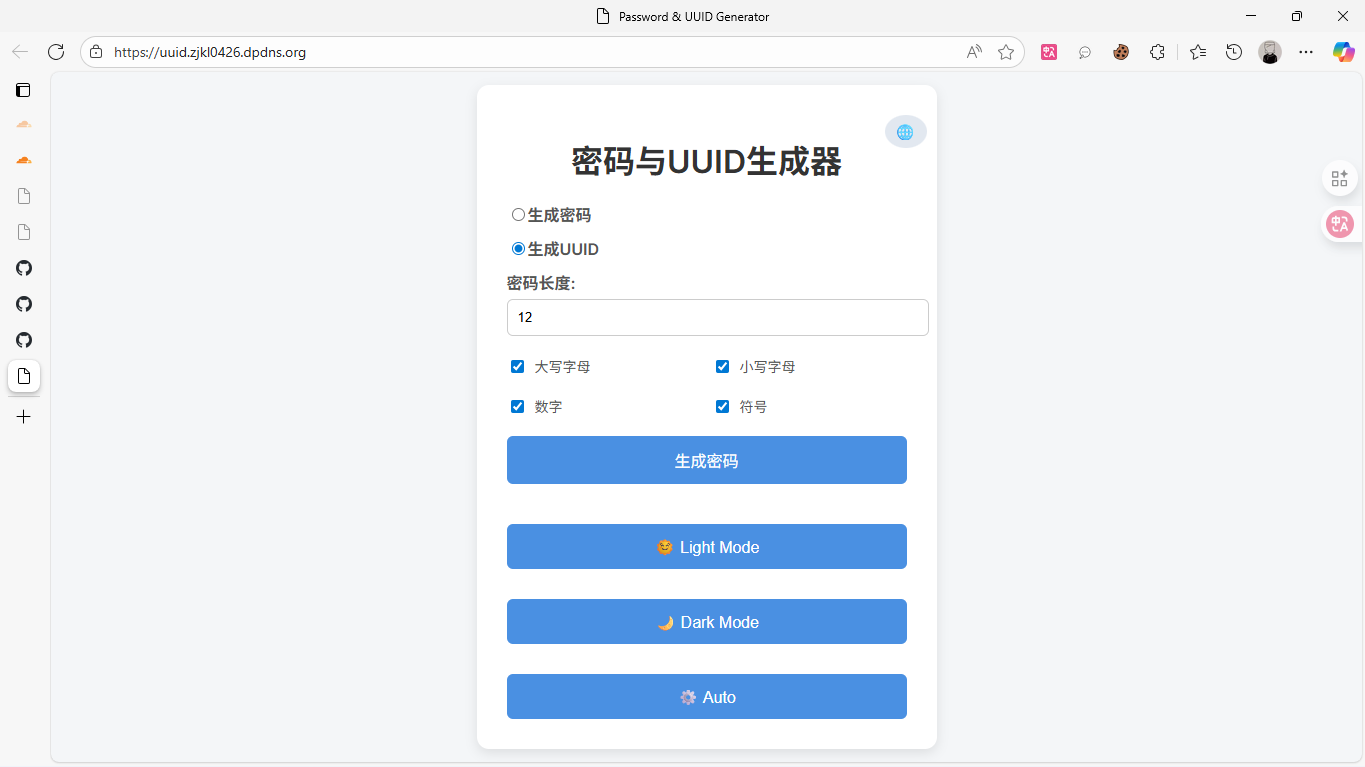 Password & UUID Generator
https://uuid.zjkl0426.dpdns.org
密码与UUID生成器
生成密码
生成UUID
密码长度:
12
大写字母 小写字母
数字 符号
生成密码
Light Mode
Dark Mode
Auto